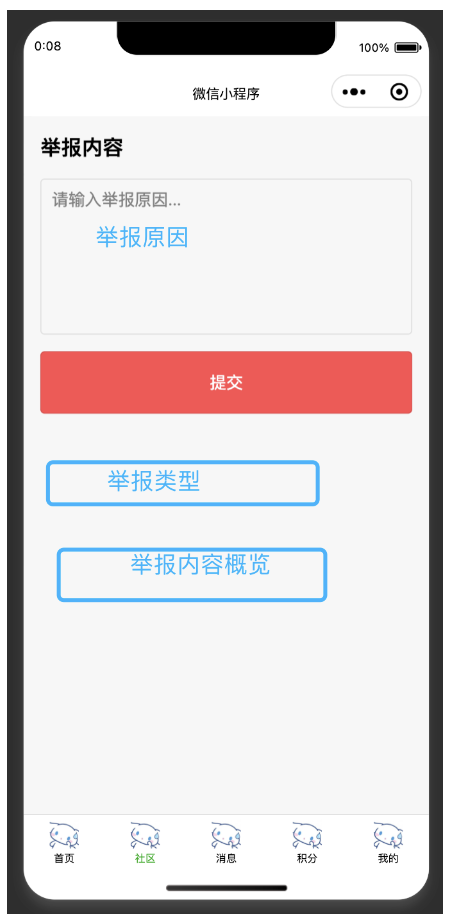 0:08
100%
微信小程序
举报内容
请输入举报原因...
举报原因
提交
举报类型
举报内容概览
首页
社区
消息
积分
我的